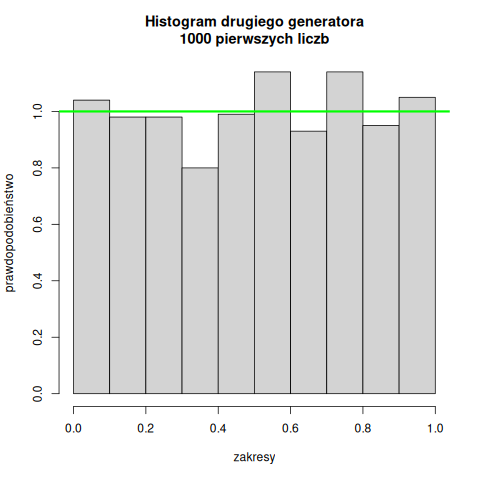 Histogram drugiego generatora
1000 pierwszych liczb
prawdopodobieństwo
1.0
0.8
0.6
0.4
0.2
0.0
0.0 0.2 0.4 0.6 0.8 1.0
zakresy